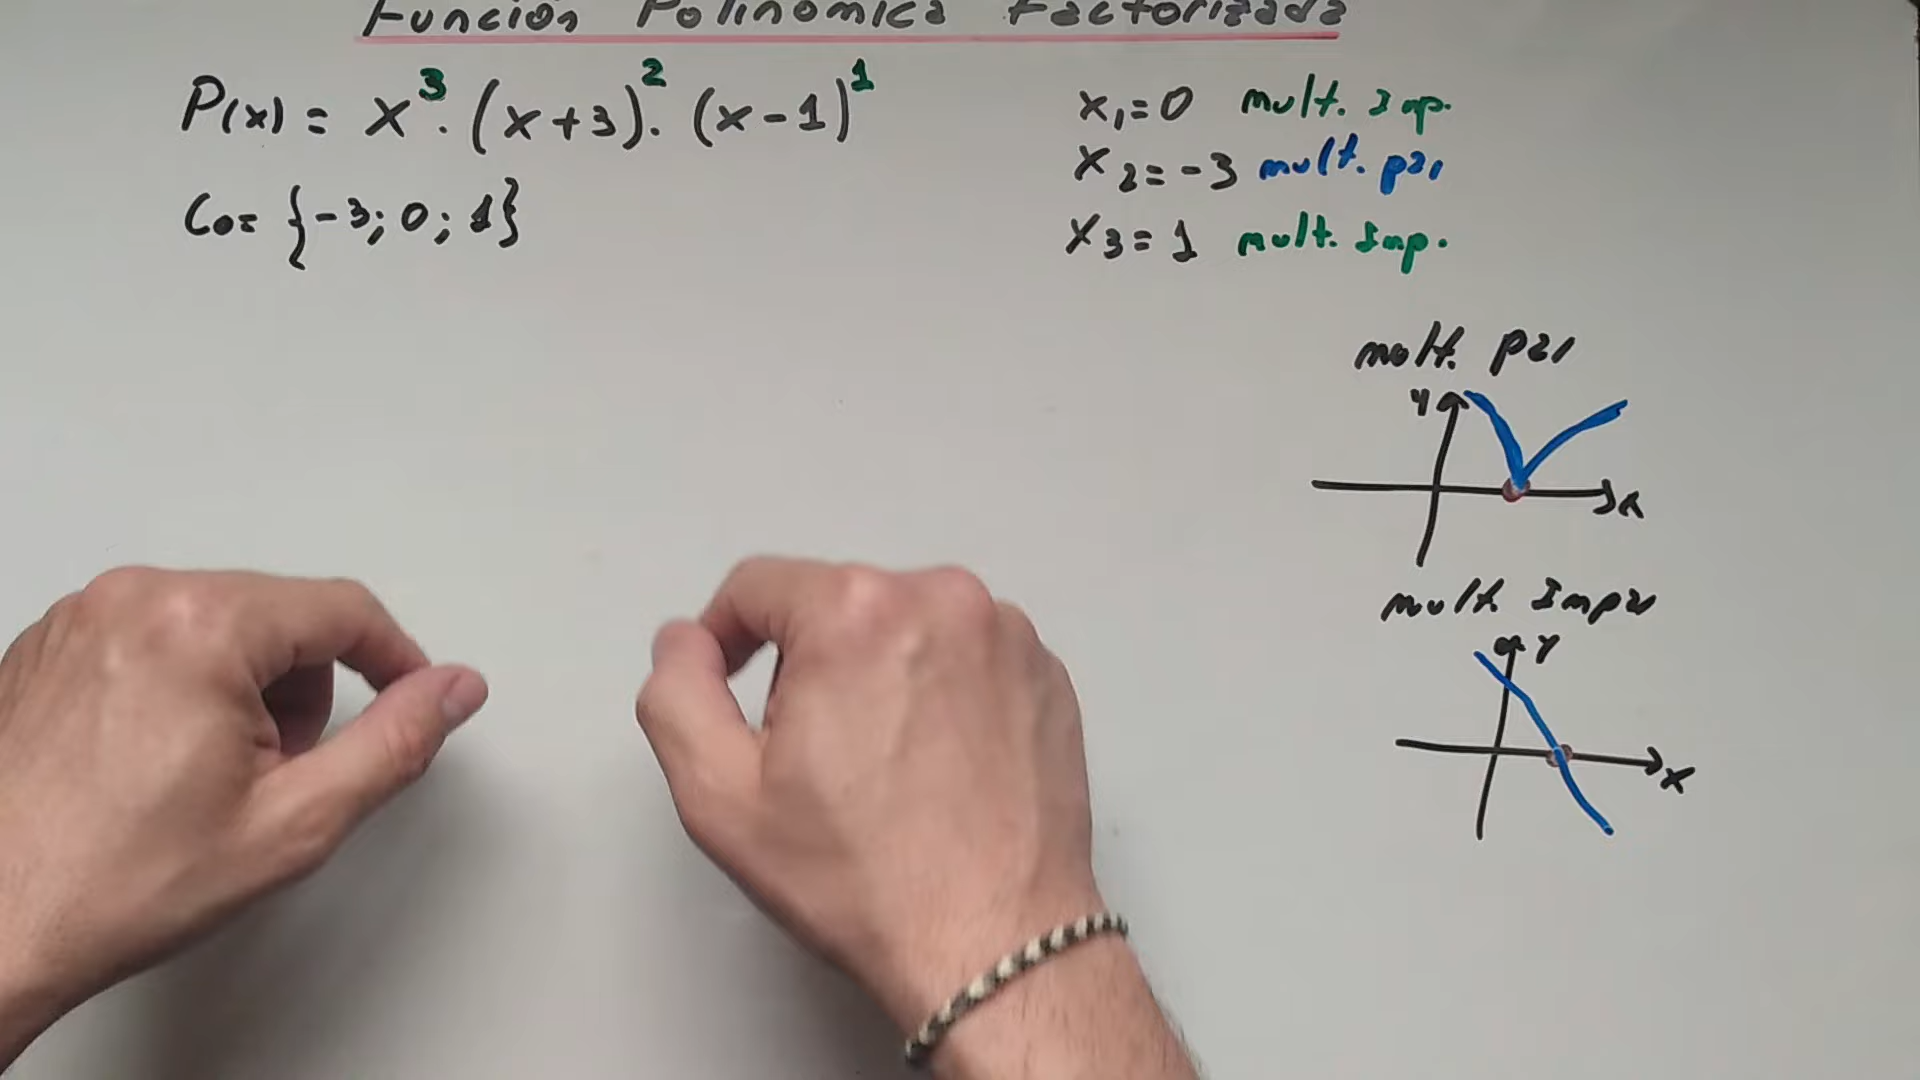 Función Polinómica Factorizada
P(x) = x³ · (x+3)² · (x-1)¹
C₀= {-3; 0; 1}
x₁=0 mult. Imp.
x₂=-3 mult. par
x₃=1 mult. Imp.
mult. par
y
x
mult. Impar
y
x